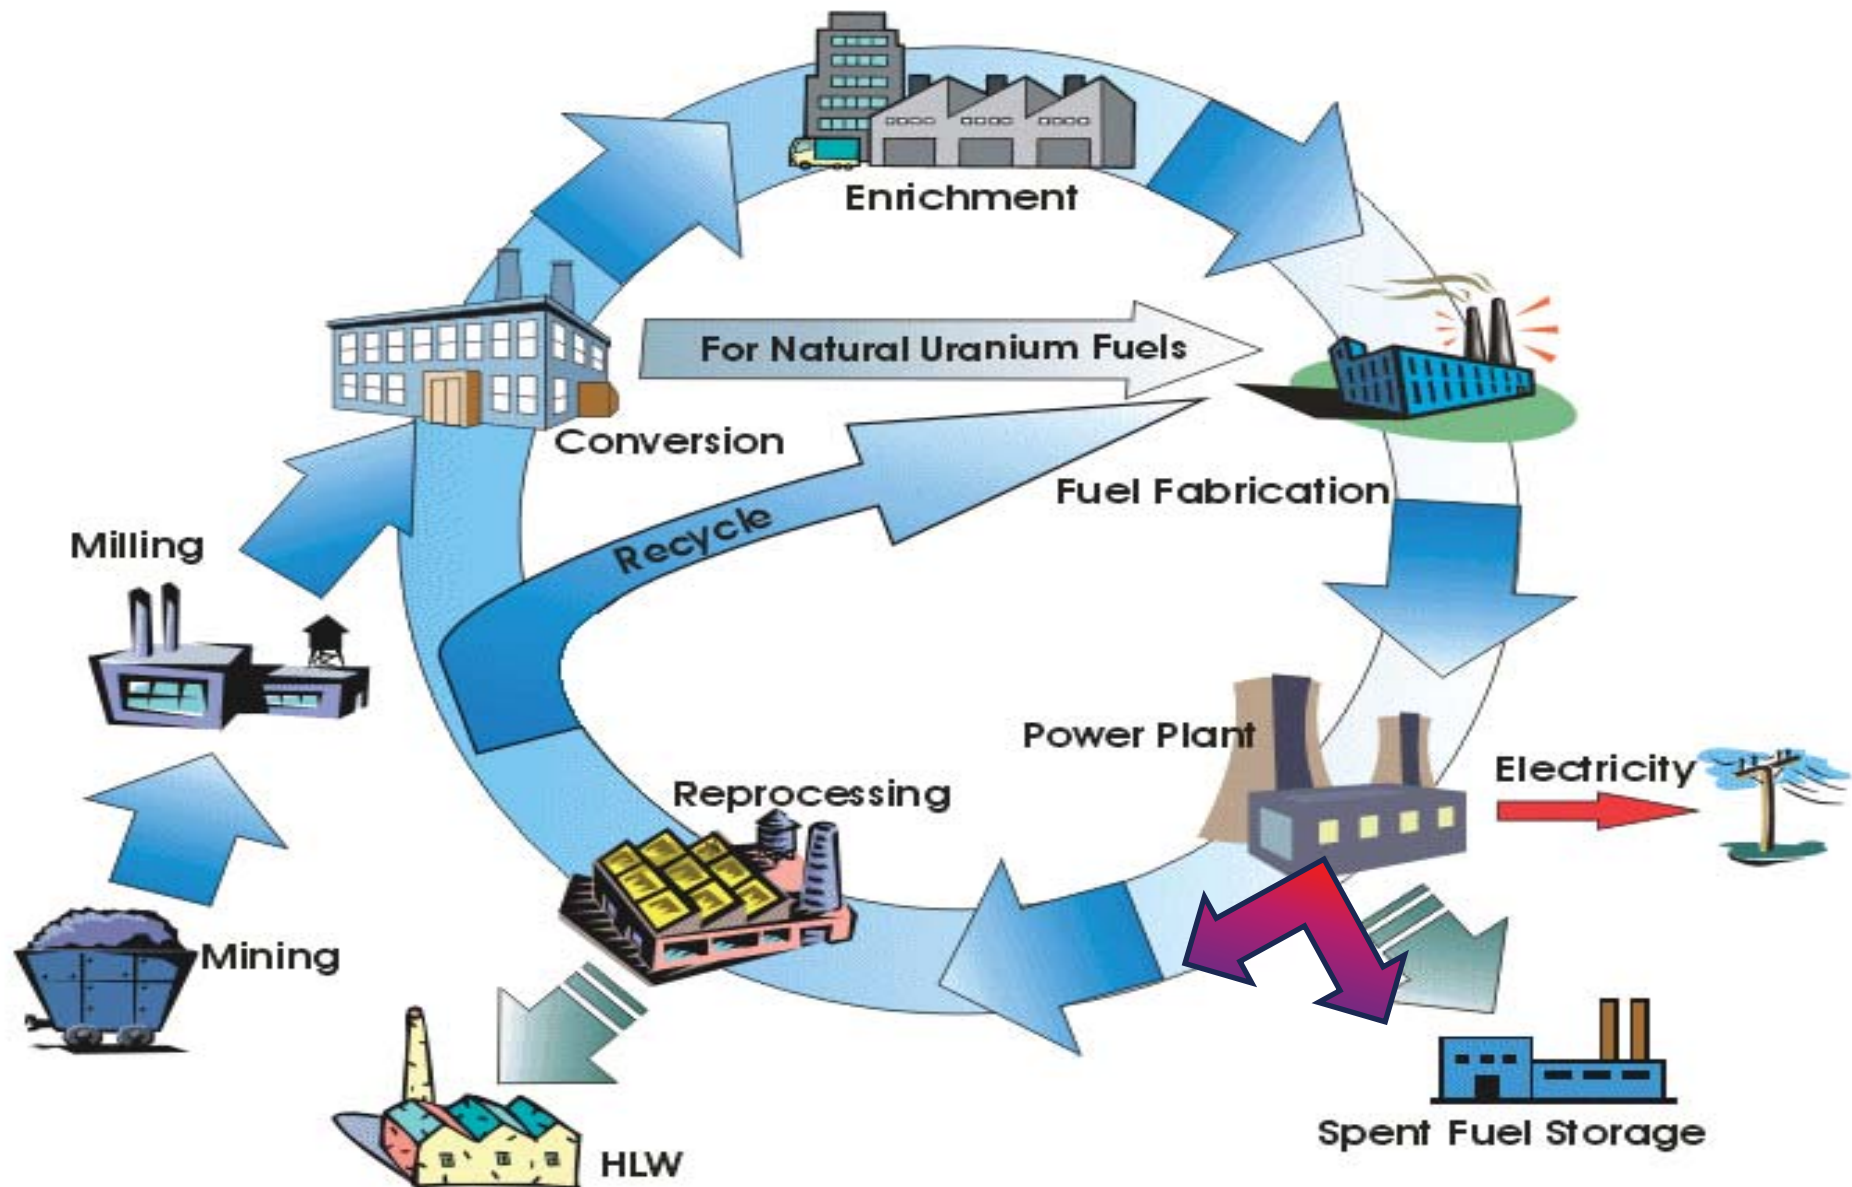 Enrichment
For Natural Uranium Fuels
Conversion
Fuel Fabrication
Recycle
Milling
Power Plant
Electricity
Reprocessing
Mining
Spent Fuel Storage
HLW